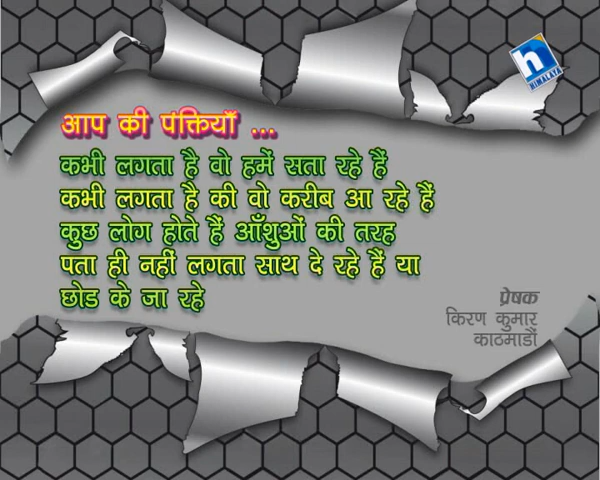 h
HIMALAYA
आप की पंक्तियाँ ...
कभी लगता है वो हमें सता रहे हैं
कभी लगता है की वो करीब आ रहे हैं
कुछ लोग होते हैं आँशुओं की तरह
पता ही नहीं लगता साथ दे रहे हैं या
छोड के जा रहे
प्रेषक
किरण कुमार
काठमाडौं